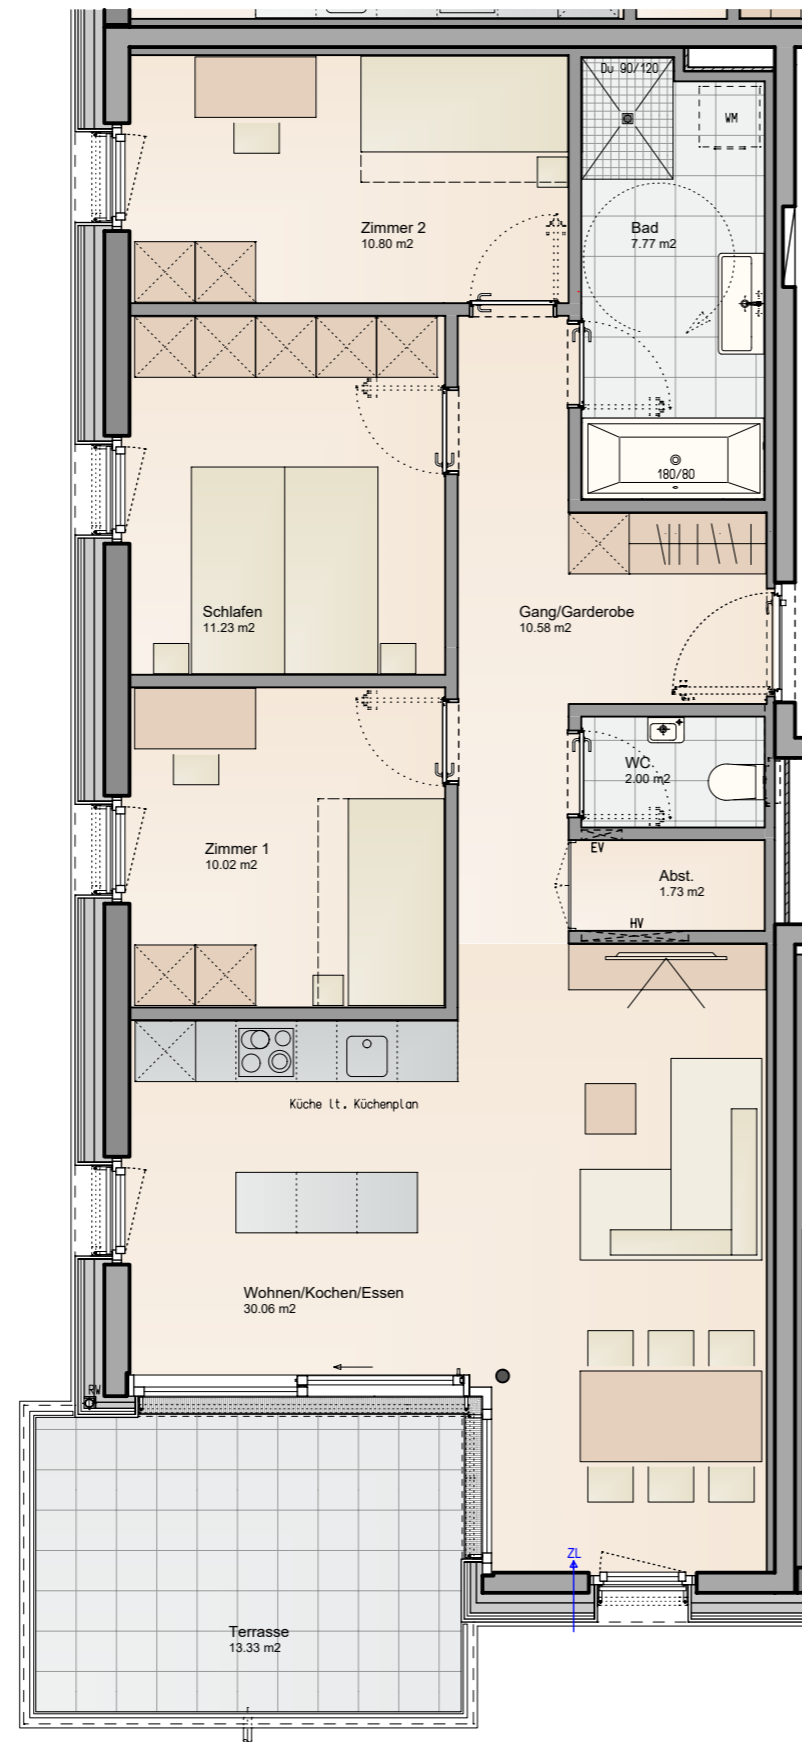 Du 90/120
WM
Zimmer 2
10.80 m2
Bad
7.77 m2
180/80
Schlafen
11.23 m2
Gang/Garderobe
10.58 m2
WC
2.00 m2
EV
Zimmer 1
10.02 m2
Abst.
1.73 m2
HV
Küche lt. Küchenplan
Wohnen/Kochen/Essen
30.06 m2
RW
ZL
Terrasse
13.33 m2